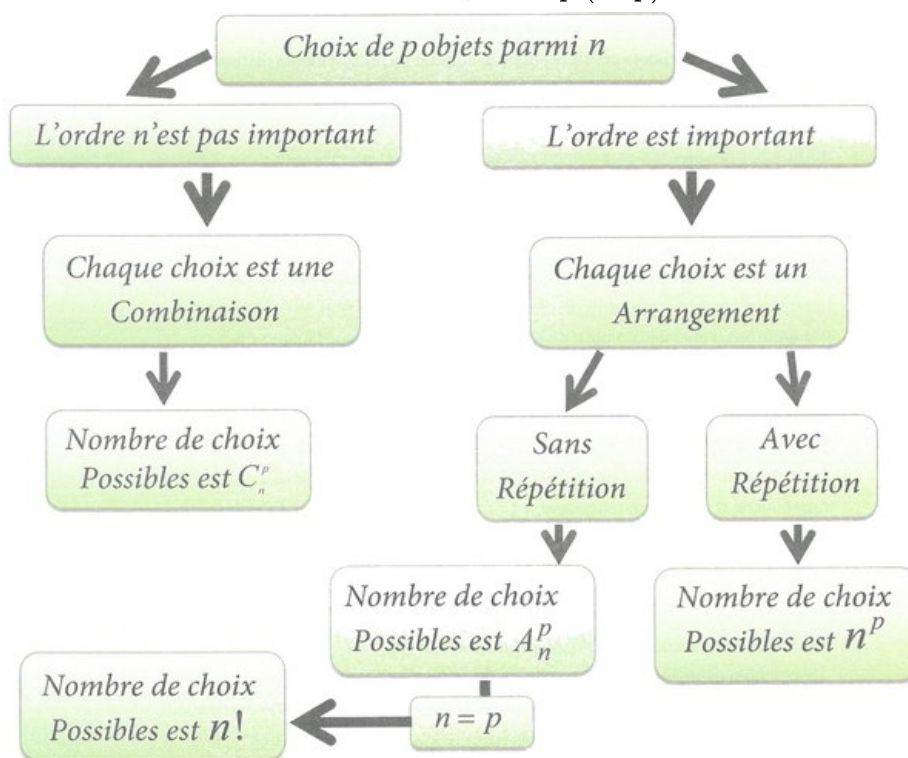 Choix de p objets parmi n
L'ordre n'est pas important
L'ordre est important
Chaque choix est une
Combinaison
Chaque choix est un
Arrangement
Nombre de choix
Possibles est C_n^p
Sans
Répétition
Avec
Répétition
Nombre de choix
Possibles est A_n^p
Nombre de choix
Possibles est n^p
n = p
Nombre de choix
Possibles est n!